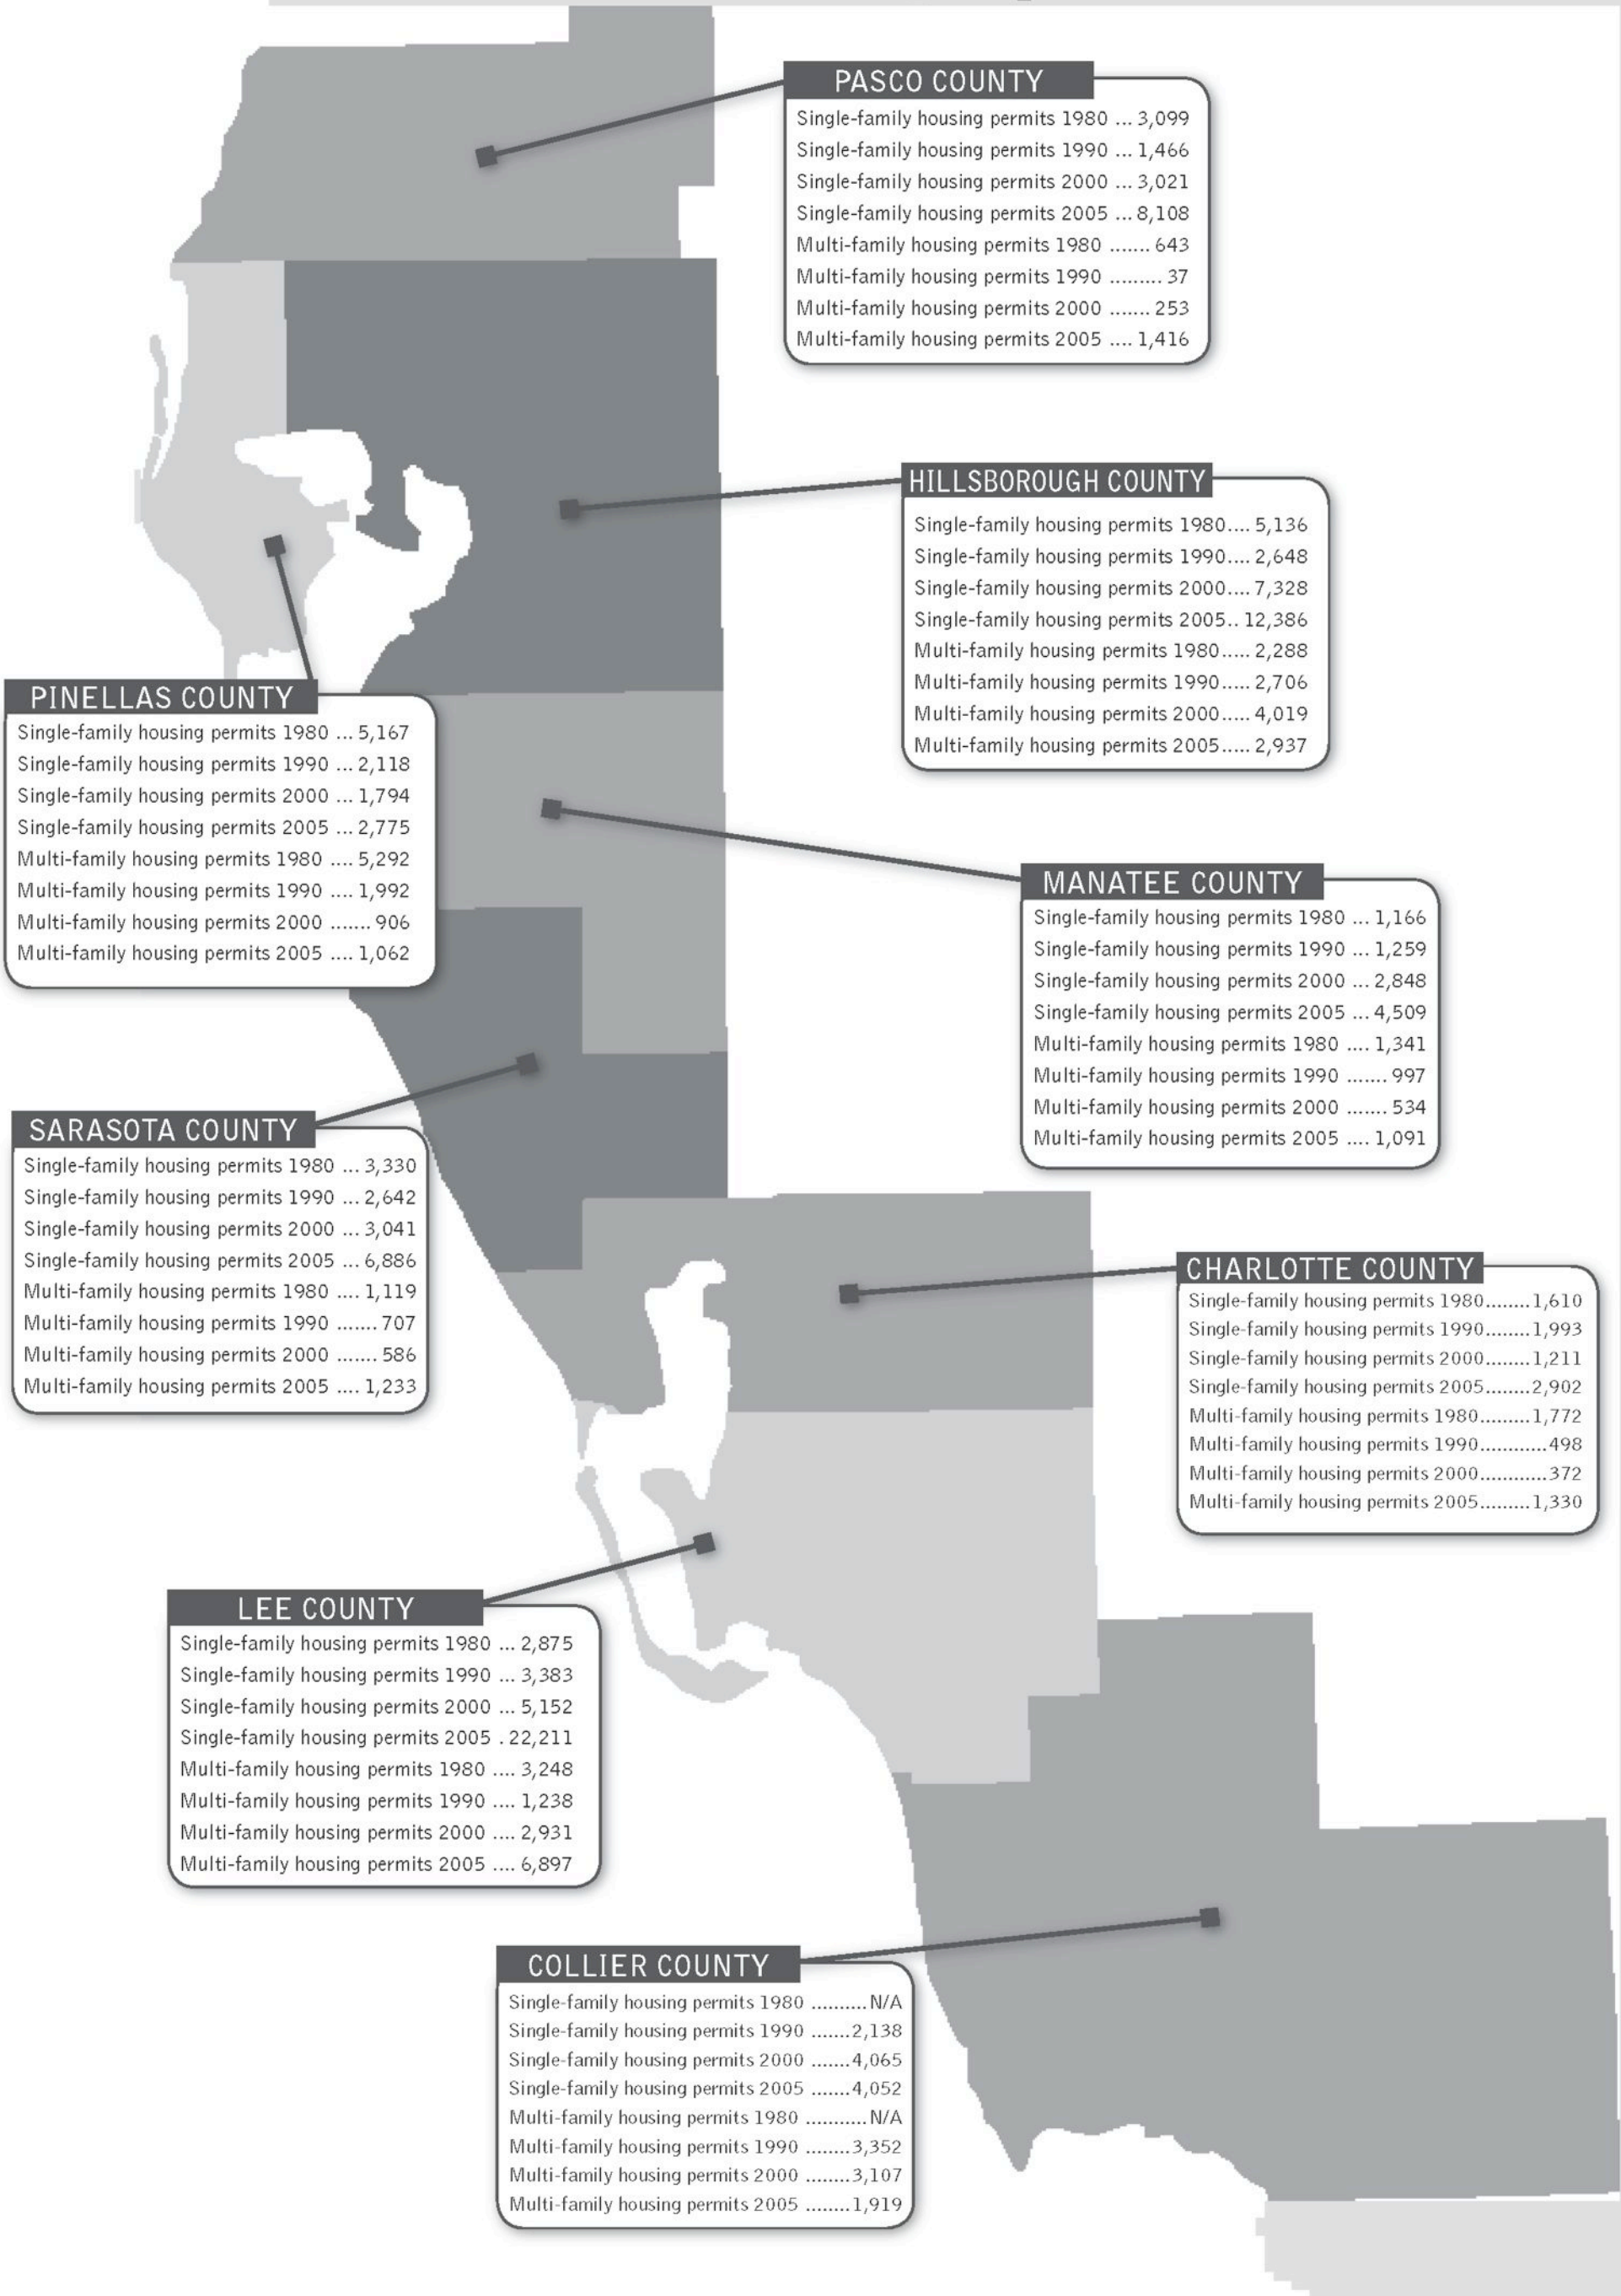 PASCO COUNTY
Single-family housing permits 1980 ... 3,099
Single-family housing permits 1990 ... 1,466
Single-family housing permits 2000 ... 3,021
Single-family housing permits 2005 ... 8,108
Multi-family housing permits 1980 ....... 643
Multi-family housing permits 1990 ......... 37
Multi-family housing permits 2000 ....... 253
Multi-family housing permits 2005 .... 1,416
HILLSBOROUGH COUNTY
Single-family housing permits 1980.... 5,136
Single-family housing permits 1990.... 2,648
Single-family housing permits 2000.... 7,328
Single-family housing permits 2005.. 12,386
Multi-family housing permits 1980..... 2,288
Multi-family housing permits 1990..... 2,706
Multi-family housing permits 2000..... 4,019
Multi-family housing permits 2005..... 2,937
PINELLAS COUNTY
Single-family housing permits 1980 ... 5,167
Single-family housing permits 1990 ... 2,118
Single-family housing permits 2000 ... 1,794
Single-family housing permits 2005 ... 2,775
Multi-family housing permits 1980 .... 5,292
Multi-family housing permits 1990 .... 1,992
Multi-family housing permits 2000 ....... 906
Multi-family housing permits 2005 .... 1,062
MANATEE COUNTY
Single-family housing permits 1980 ... 1,166
Single-family housing permits 1990 ... 1,259
Single-family housing permits 2000 ... 2,848
Single-family housing permits 2005 ... 4,509
Multi-family housing permits 1980 .... 1,341
Multi-family housing permits 1990 ....... 997
Multi-family housing permits 2000 ....... 534
Multi-family housing permits 2005 .... 1,091
SARASOTA COUNTY
Single-family housing permits 1980 ... 3,330
Single-family housing permits 1990 ... 2,642
Single-family housing permits 2000 ... 3,041
Single-family housing permits 2005 ... 6,886
Multi-family housing permits 1980 .... 1,119
Multi-family housing permits 1990 ....... 707
Multi-family housing permits 2000 ....... 586
Multi-family housing permits 2005 .... 1,233
CHARLOTTE COUNTY
Single-family housing permits 1980........1,610
Single-family housing permits 1990........1,993
Single-family housing permits 2000........1,211
Single-family housing permits 2005........2,902
Multi-family housing permits 1980.........1,772
Multi-family housing permits 1990............498
Multi-family housing permits 2000............372
Multi-family housing permits 2005.........1,330
LEE COUNTY
Single-family housing permits 1980 ... 2,875
Single-family housing permits 1990 ... 3,383
Single-family housing permits 2000 ... 5,152
Single-family housing permits 2005 . 22,211
Multi-family housing permits 1980 .... 3,248
Multi-family housing permits 1990 .... 1,238
Multi-family housing permits 2000 .... 2,931
Multi-family housing permits 2005 .... 6,897
COLLIER COUNTY
Single-family housing permits 1980 ..........N/A
Single-family housing permits 1990 .......2,138
Single-family housing permits 2000 .......4,065
Single-family housing permits 2005 .......4,052
Multi-family housing permits 1980 ...........N/A
Multi-family housing permits 1990 ........3,352
Multi-family housing permits 2000 ........3,107
Multi-family housing permits 2005 ........1,919